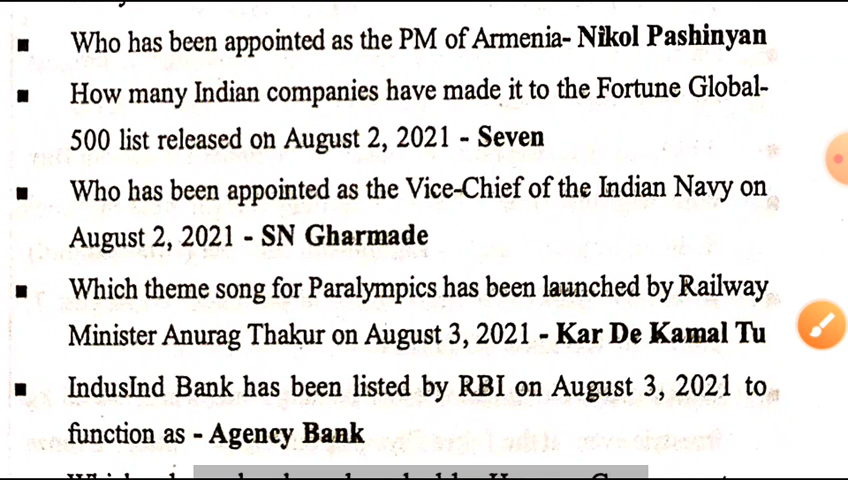 ▪ Who has been appointed as the PM of Armenia- Nikol Pashinyan
▪ How many Indian companies have made it to the Fortune Global-
500 list released on August 2, 2021 - Seven
▪ Who has been appointed as the Vice-Chief of the Indian Navy on
August 2, 2021 - SN Gharmade
▪ Which theme song for Paralympics has been launched by Railway
Minister Anurag Thakur on August 3, 2021 - Kar De Kamal Tu
▪ IndusInd Bank has been listed by RBI on August 3, 2021 to
function as - Agency Bank